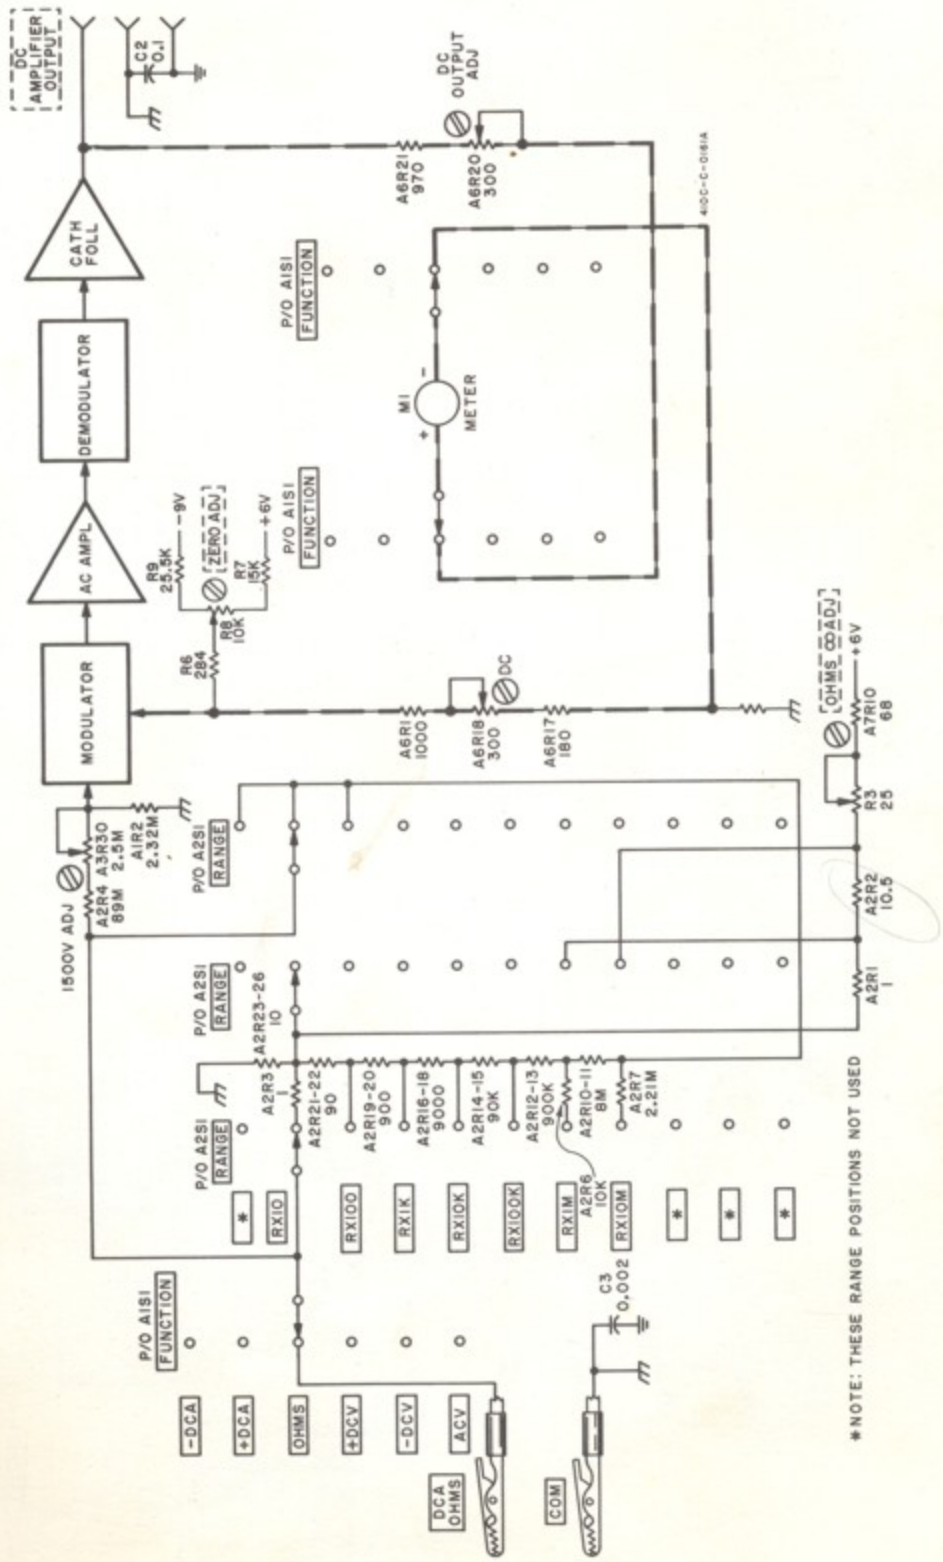 DC
AMPLIFIER
OUTPUT
C2
0.1
CATH
FOLL
DEMODULATOR
AC AMPL
MODULATOR
1500V ADJ
A2R4
89M
A3R30
2.5M
A1R2
2.32M
R9
25.5K
-9V
ZERO ADJ
R8
10K
R7
15K
+6V
R6
284
A6R21
970
DC
OUTPUT
ADJ
A6R20
300
P/O A1S1
FUNCTION
M1
+
-
METER
P/O A1S1
FUNCTION
410C-C-0161A
A6R1
1000
A6R18
300
DC
A6R17
180
P/O A2S1
RANGE
P/O A2S1
RANGE
P/O A2S1
RANGE
A2R23-26
10
A2R3
1
A2R21-22
90
A2R19-20
900
A2R16-18
9000
A2R14-15
90K
A2R12-13
900K
A2R10-11
8M
A2R7
2.21M
A2R6
10K
*
RX10
RX100
RX1K
RX10K
RX100K
RX1M
RX10M
*
*
*
P/O A1S1
FUNCTION
-DCA
+DCA
OHMS
+DCV
-DCV
ACV
DCA
OHMS
COM
C3
0.002
OHMS ∞ ADJ
+6V
A7R10
68
R3
25
A2R2
10.5
A2R1
1
*NOTE: THESE RANGE POSITIONS NOT USED